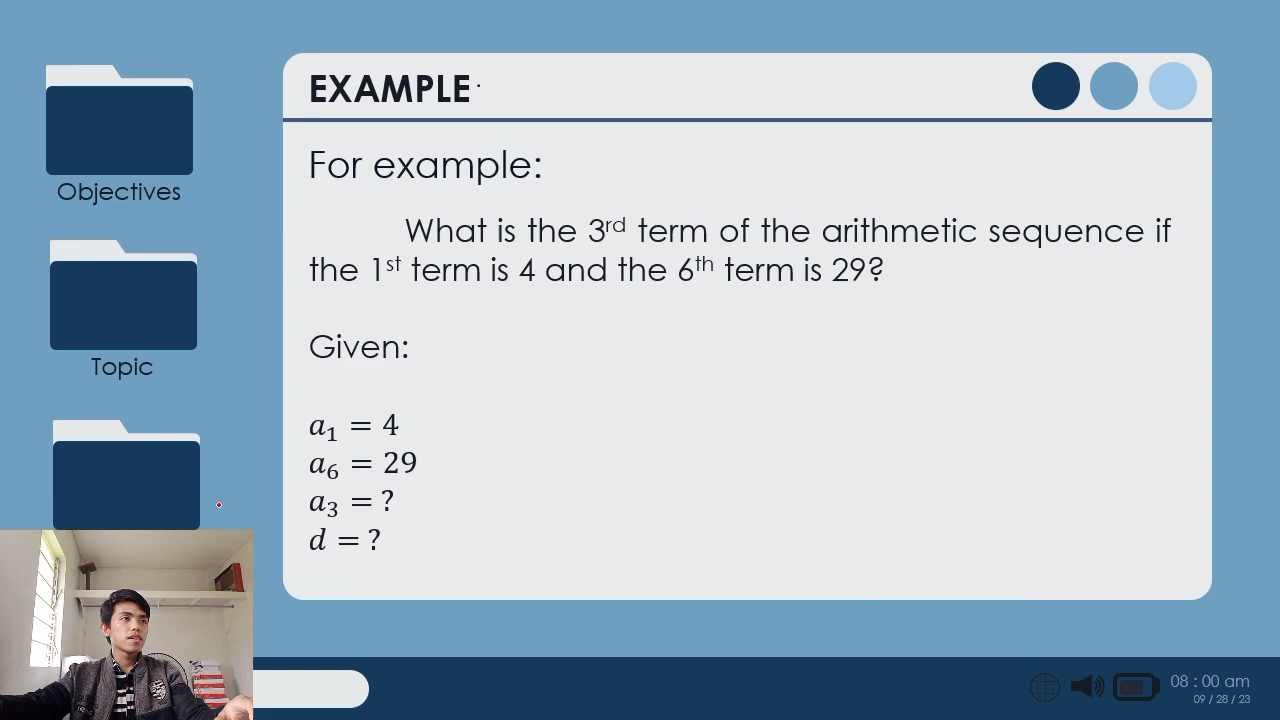 EXAMPLE
For example:
What is the 3rd term of the arithmetic sequence if
the 1st term is 4 and the 6th term is 29?
Given:
a₁ = 4
a₆ = 29
a₃ = ?
d = ?
Objectives
Topic
08 : 00 am
09 / 28 / 23